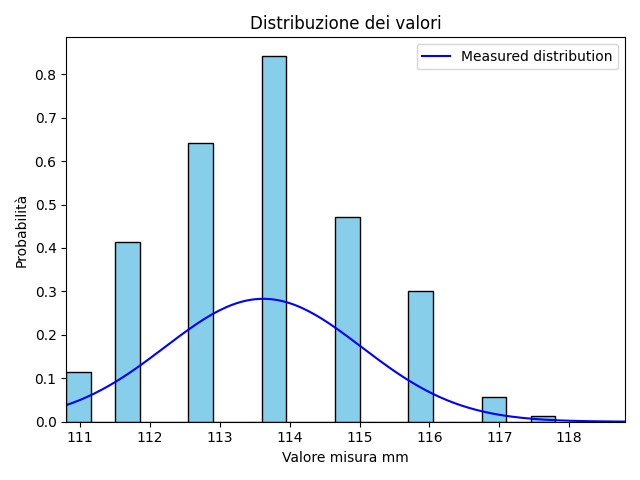 Distribuzione dei valori
Measured distribution
Probabilità
0.8
0.7
0.6
0.5
0.4
0.3
0.2
0.1
0.0
111 112 113 114 115 116 117 118
Valore misura mm